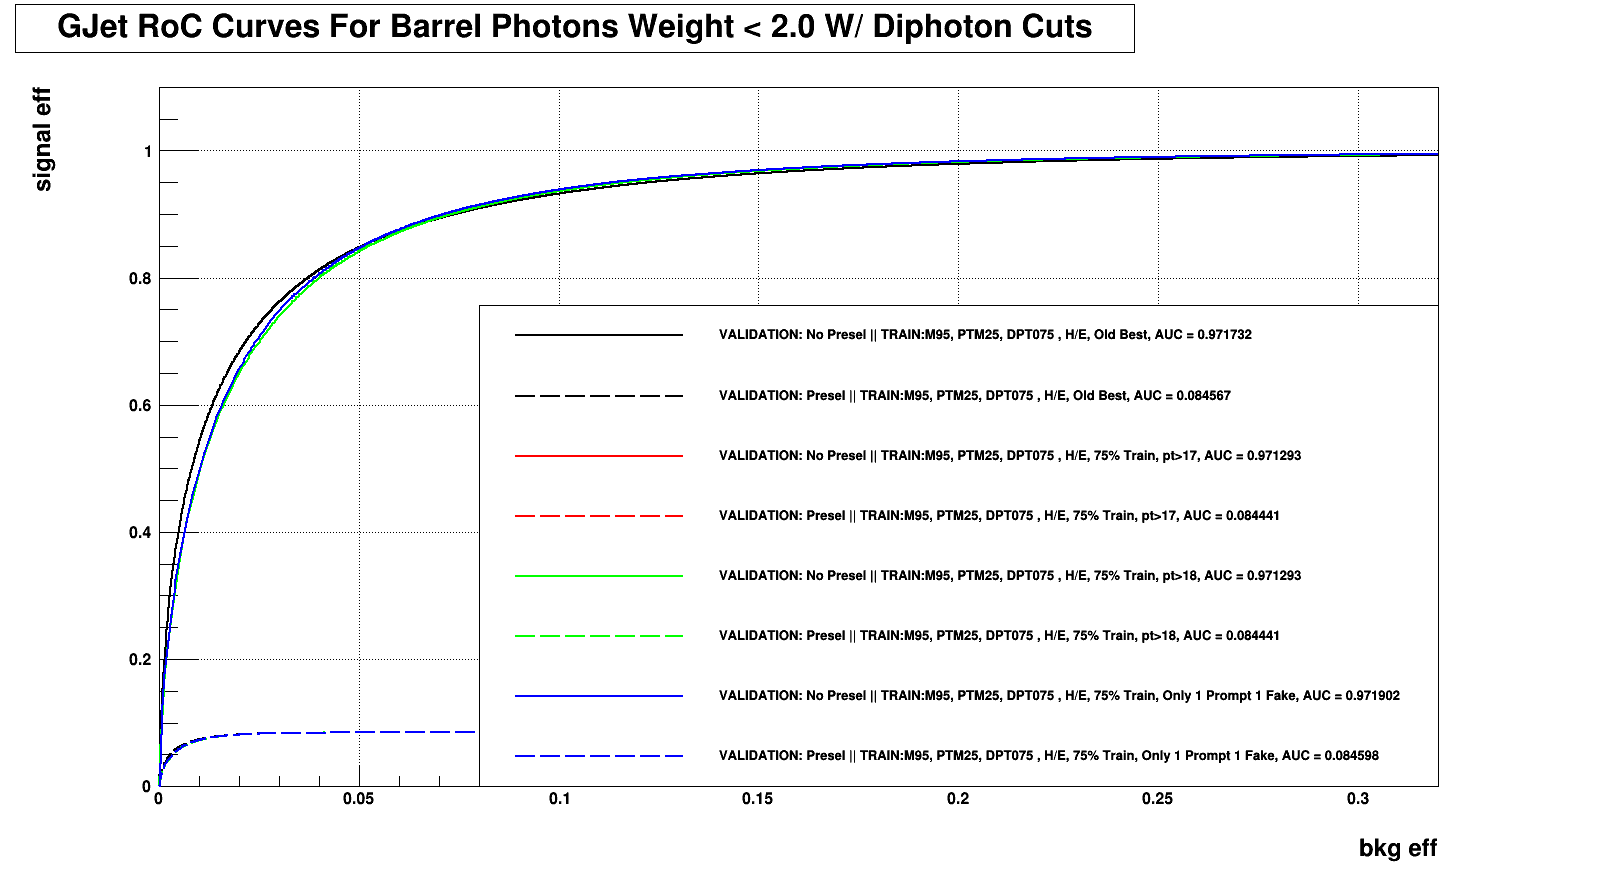 GJet RoC Curves For Barrel Photons Weight < 2.0 W/ Diphoton Cuts
signal eff
1
0.8
0.6
0.4
0.2
0
VALIDATION: No Presel || TRAIN:M95, PTM25, DPT075 , H/E, Old Best, AUC = 0.971732
VALIDATION: Presel || TRAIN:M95, PTM25, DPT075 , H/E, Old Best, AUC = 0.084567
VALIDATION: No Presel || TRAIN:M95, PTM25, DPT075 , H/E, 75% Train, pt>17, AUC = 0.971293
VALIDATION: Presel || TRAIN:M95, PTM25, DPT075 , H/E, 75% Train, pt>17, AUC = 0.084441
VALIDATION: No Presel || TRAIN:M95, PTM25, DPT075 , H/E, 75% Train, pt>18, AUC = 0.971293
VALIDATION: Presel || TRAIN:M95, PTM25, DPT075 , H/E, 75% Train, pt>18, AUC = 0.084441
VALIDATION: No Presel || TRAIN:M95, PTM25, DPT075 , H/E, 75% Train, Only 1 Prompt 1 Fake, AUC = 0.971902
VALIDATION: Presel || TRAIN:M95, PTM25, DPT075 , H/E, 75% Train, Only 1 Prompt 1 Fake, AUC = 0.084598
0 0.05 0.1 0.15 0.2 0.25 0.3
bkg eff